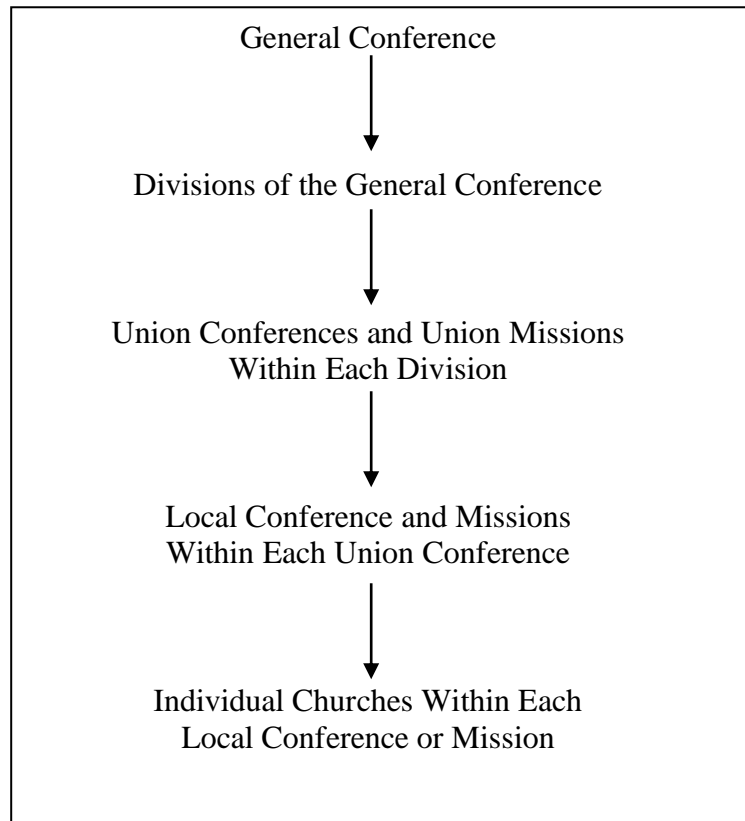 General Conference
Divisions of the General Conference
Union Conferences and Union Missions
Within Each Division
Local Conference and Missions
Within Each Union Conference
Individual Churches Within Each
Local Conference or Mission